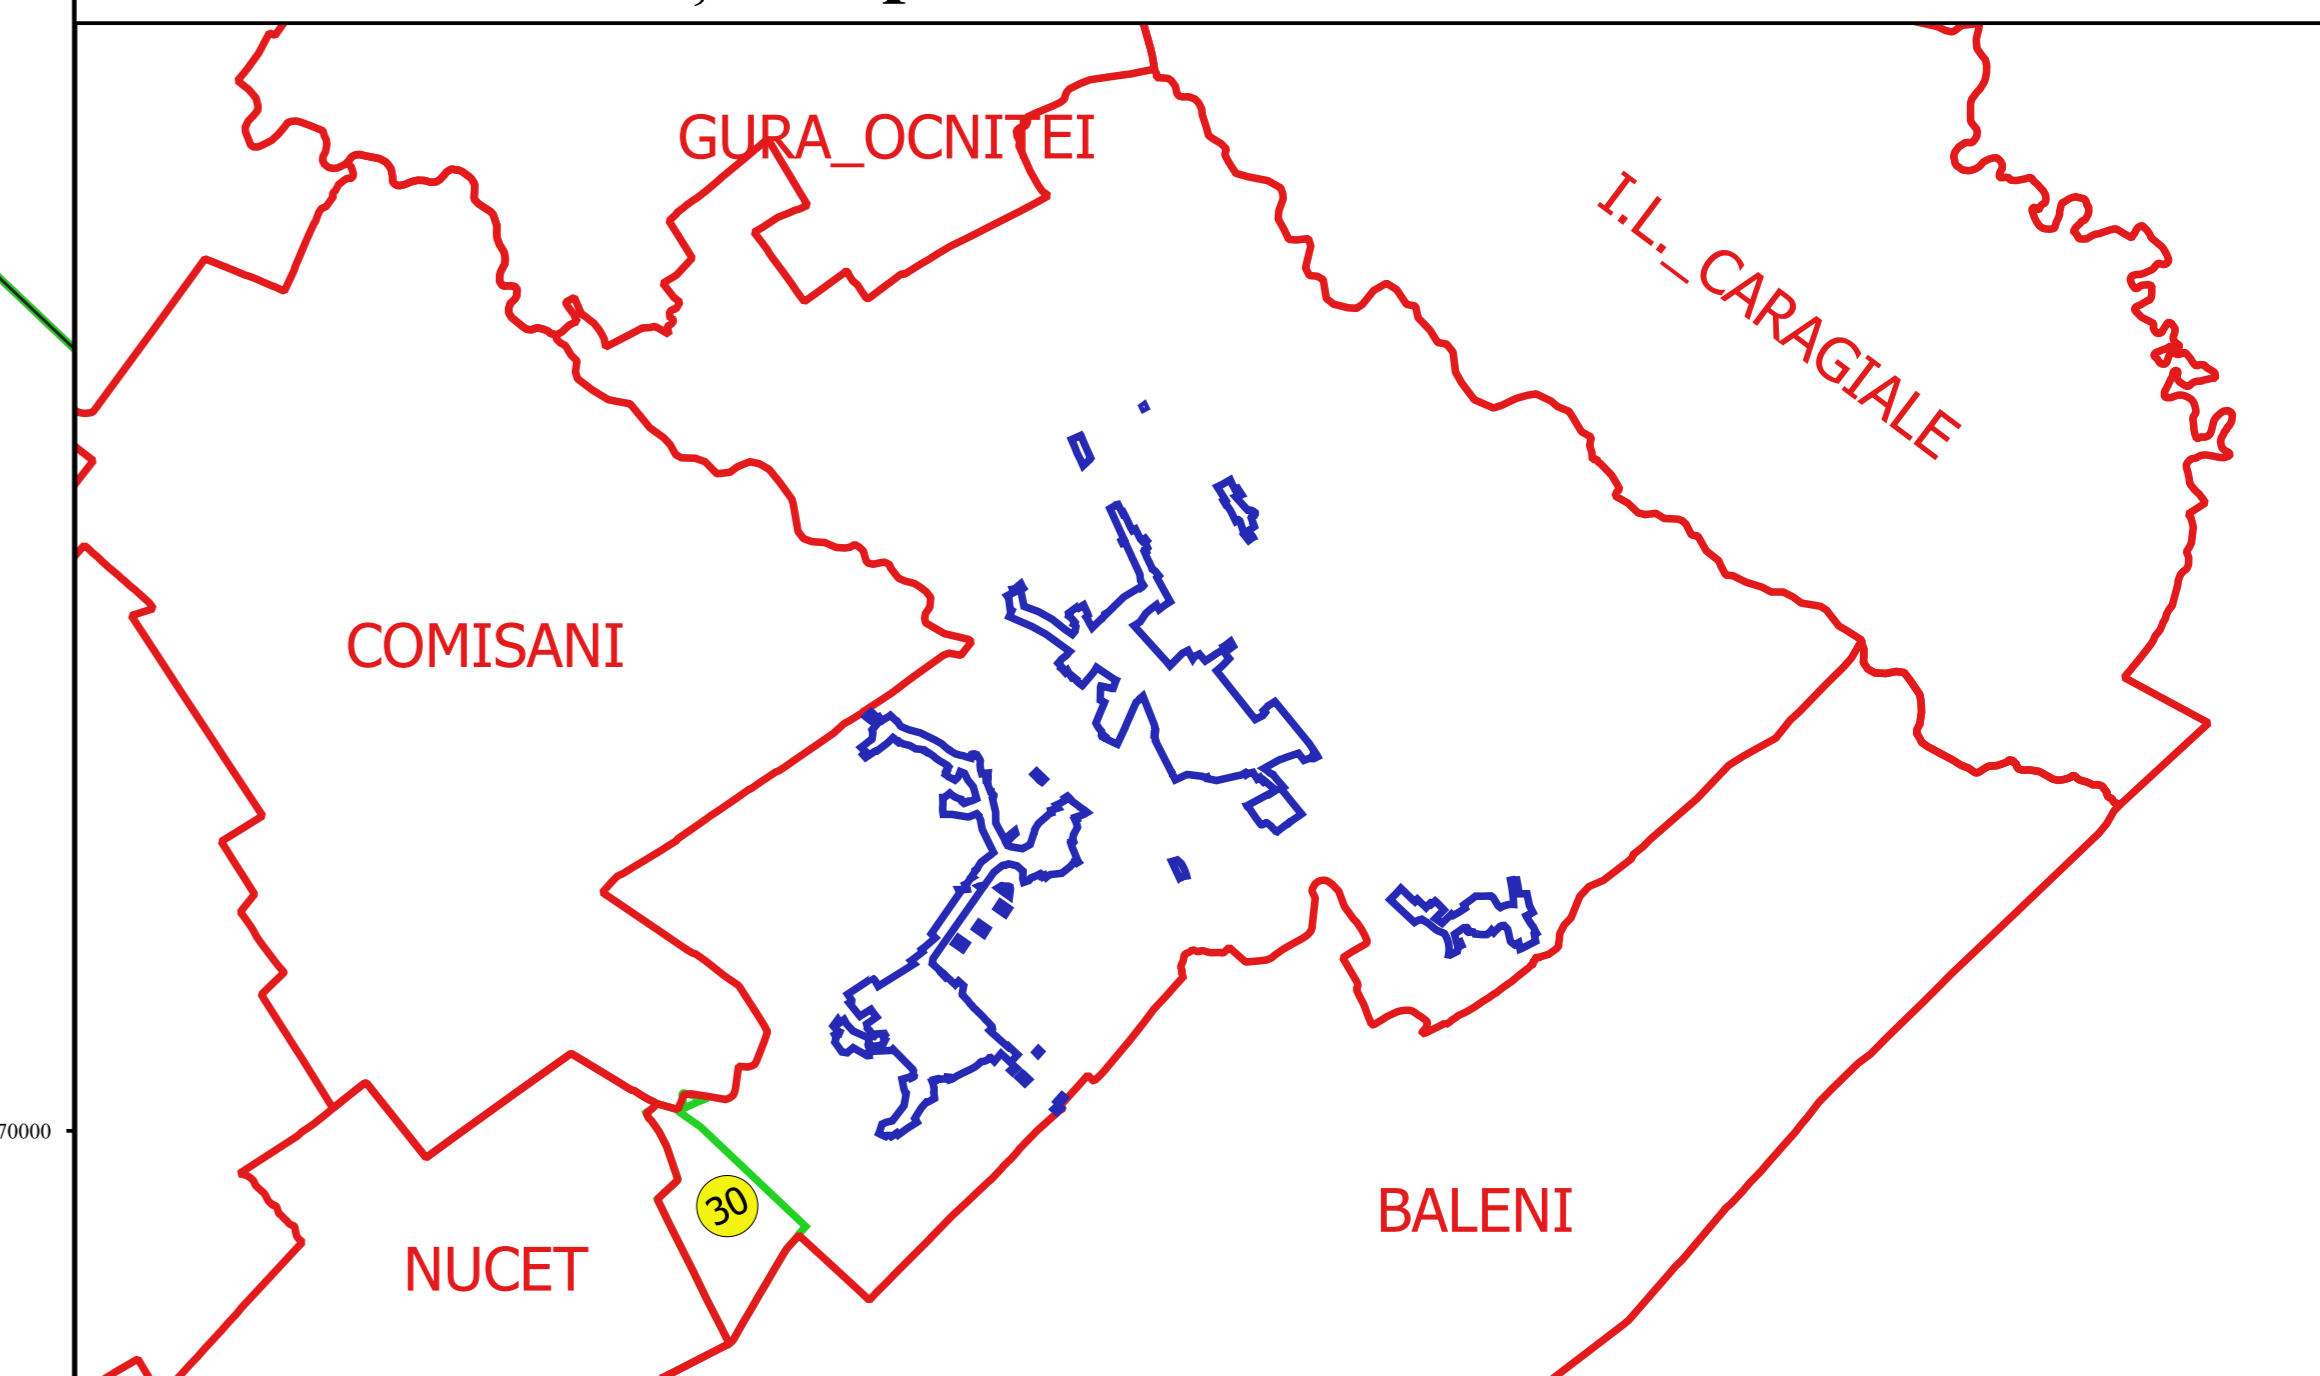 GURA_OCNITEI
I.L._CARAGIALE
COMISANI
70000
30
BALENI
NUCET